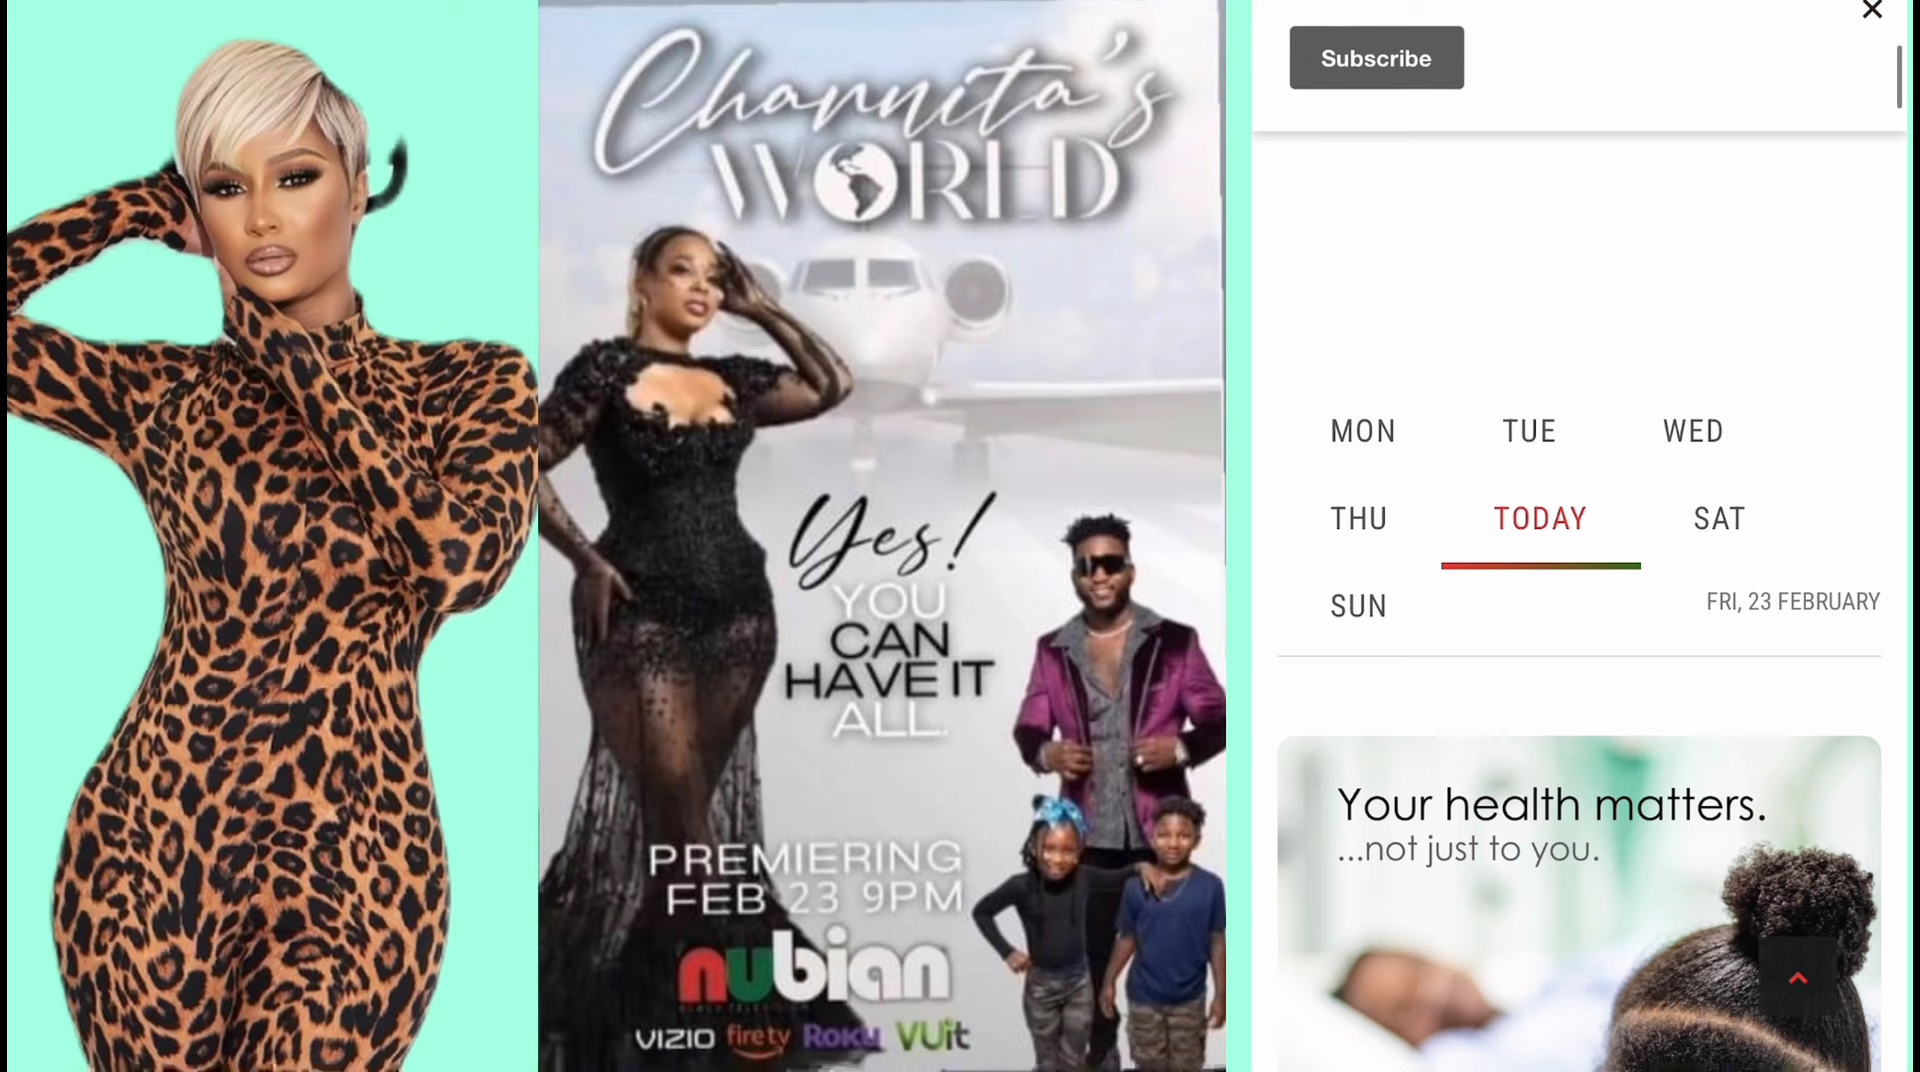 Channita's
WORLD
Yes!
YOU
CAN
HAVE IT
ALL.
PREMIERING
FEB 23 9PM
nubian
VIZIO firetv Roku VUit
Subscribe
MON TUE WED
THU TODAY SAT
SUN FRI, 23 FEBRUARY
Your health matters.
...not just to you.